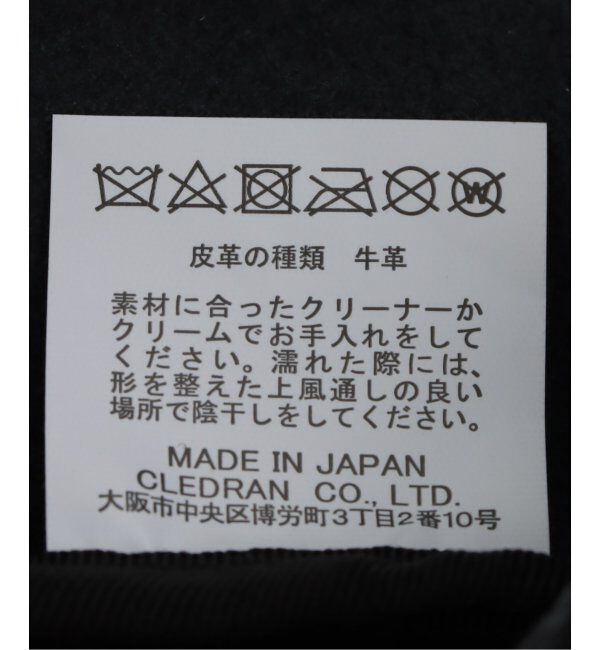 W
皮革の種類　牛革
素材に合ったクリーナーか
クリームでお手入れをして
ください。濡れた際には、
形を整えた上風通しの良い
場所で陰干しをしてください。
MADE IN JAPAN
CLEDRAN CO., LTD.
大阪市中央区博労町3丁目2番10号